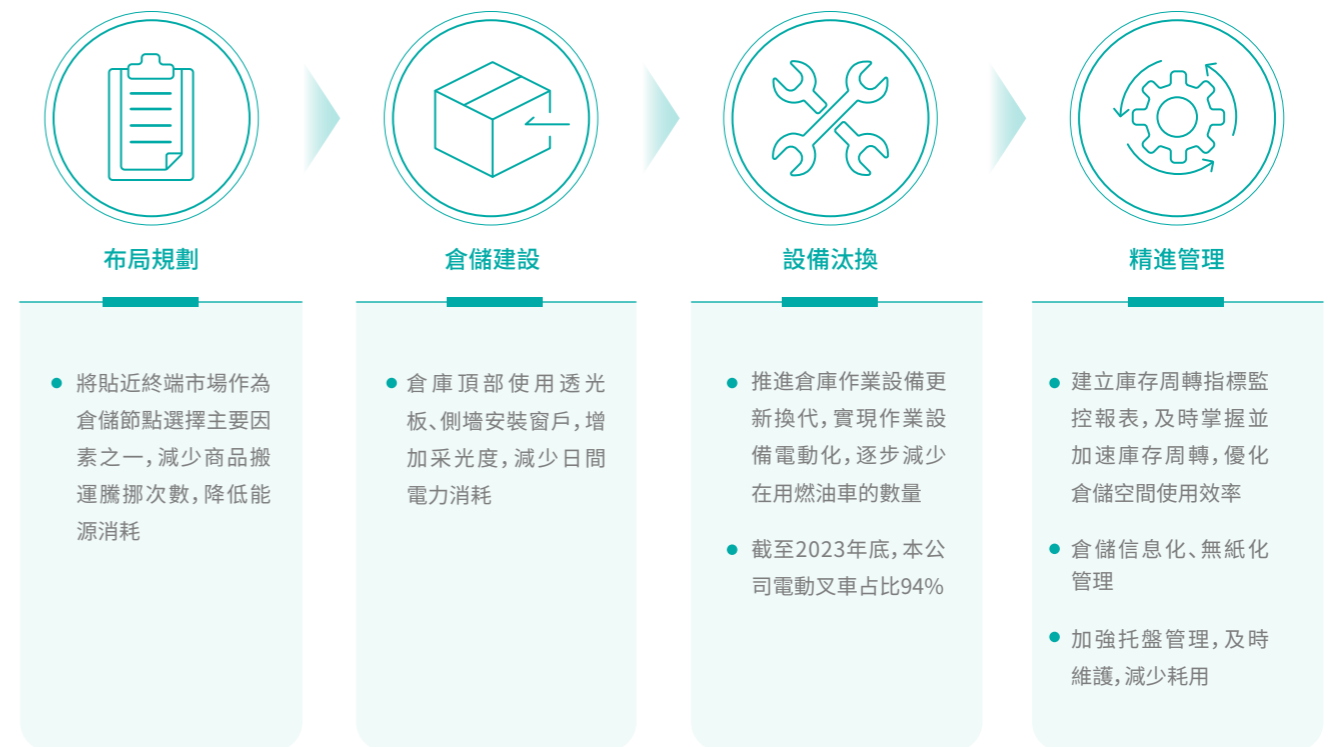 布局規劃
將貼近終端市場作為
倉儲節點選擇主要因
素之一，減少商品搬
運騰挪次數，降低能
源消耗
倉儲建設
倉庫頂部使用透光
板、側墻安裝窗戶，增
加采光度，減少日間
電力消耗
設備汰換
推進倉庫作業設備更
新換代，實現作業設
備電動化，逐步減少
在用燃油車的數量
截至2023年底，本公
司電動叉車占比94%
精進管理
建立庫存周轉指標監
控報表，及時掌握並
加速庫存周轉，優化
倉儲空間使用效率
倉儲信息化、無紙化
管理
加強托盤管理，及時
維護，減少耗用